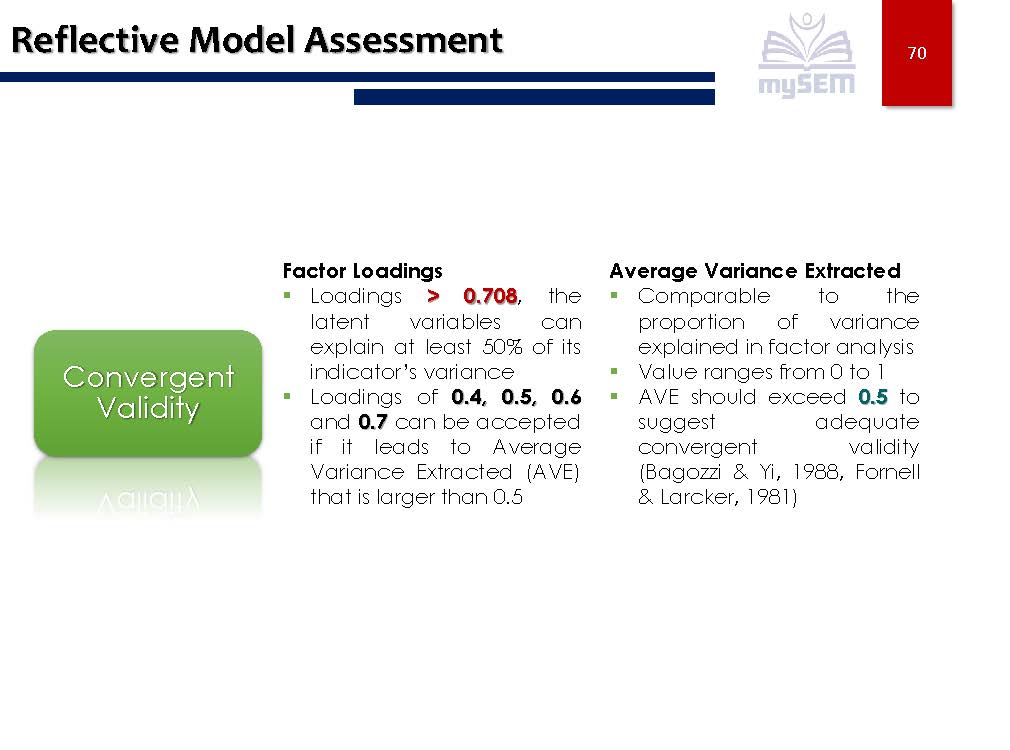 Reflective Model Assessment
mySEM
70
Convergent
Validity
Factor Loadings
▪ Loadings > 0.708, the
latent variables can
explain at least 50% of its
indicator's variance
▪ Loadings of 0.4, 0.5, 0.6
and 0.7 can be accepted
if it leads to Average
Variance Extracted (AVE)
that is larger than 0.5
Average Variance Extracted
▪ Comparable to the
proportion of variance
explained in factor analysis
▪ Value ranges from 0 to 1
▪ AVE should exceed 0.5 to
suggest adequate
convergent validity
(Bagozzi & Yi, 1988, Fornell
& Larcker, 1981)